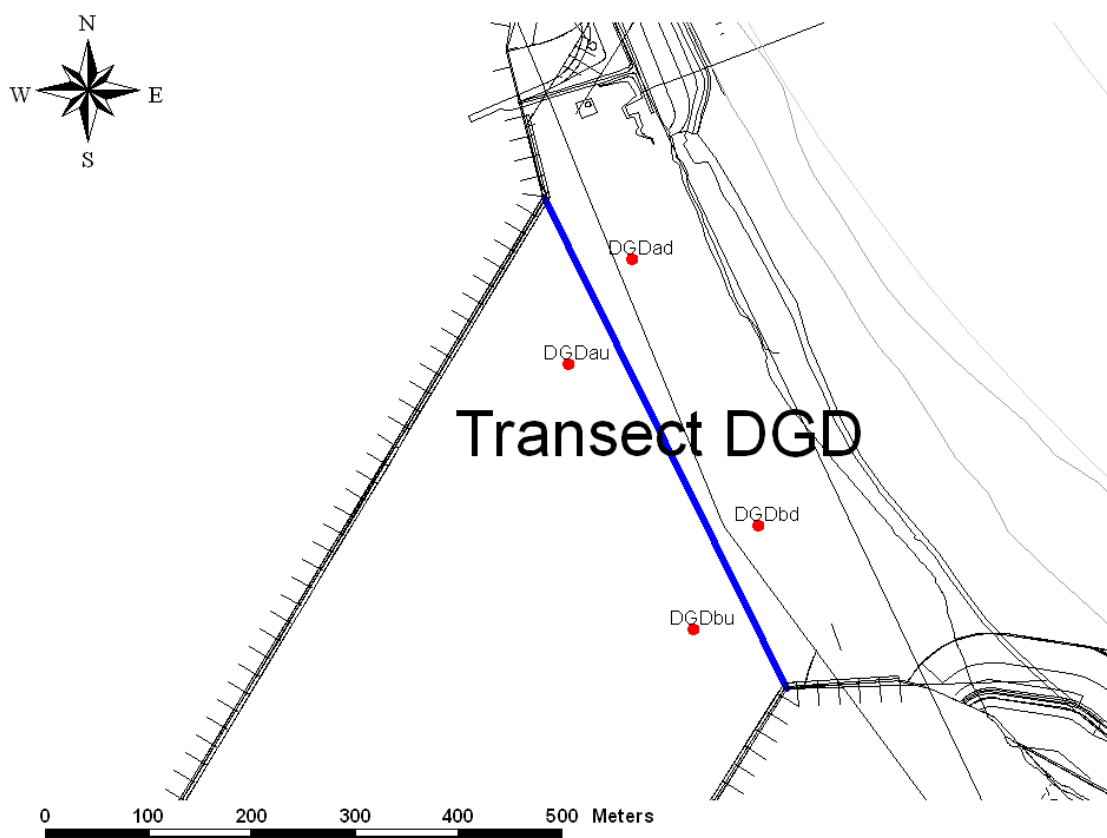 N
W E
S
DGDad
DGDau
Transect DGD
DGDbd
DGDbu
0 100 200 300 400 500 Meters